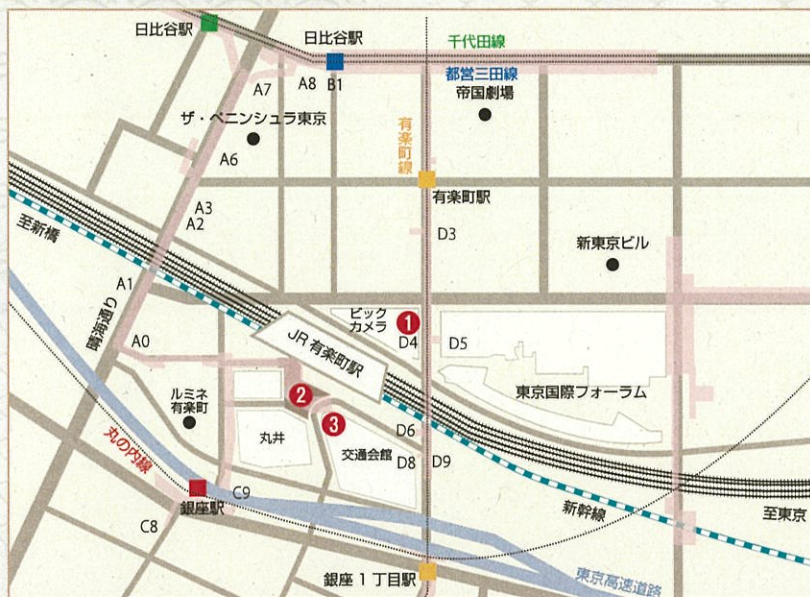 日比谷駅
日比谷駅
千代田線
都営三田線
帝国劇場
A7
A8
B1
ザ・ペニンシュラ東京
有楽町線
A6
有楽町駅
A3
A2
D3
至新橋
新東京ビル
A1
晴海通り
ビック
カメラ
1
D4
D5
A0
JR有楽町駅
ルミネ
有楽町
2
東京国際フォーラム
3
丸の内線
丸井
交通会館
D6
D8
D9
C9
銀座駅
C8
新幹線
至東京
銀座1丁目駅
東京高速道路